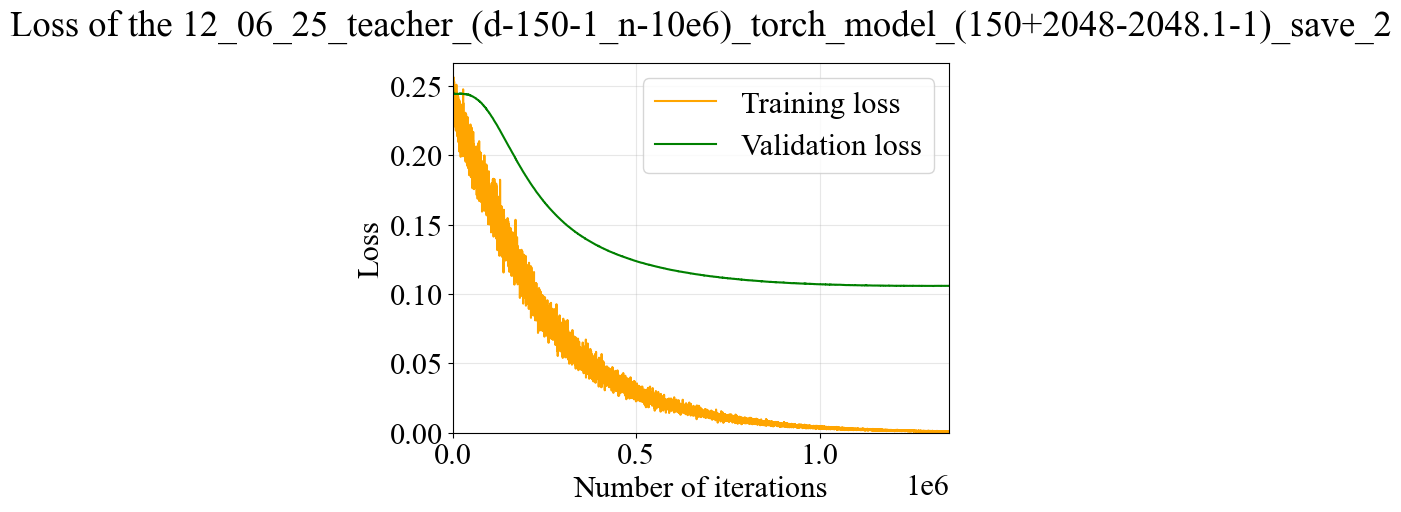 Loss of the 12_06_25_teacher_(d-150-1_n-10e6)_torch_model_(150+2048-2048.1-1)_save_2
0.25
0.20
0.15
0.10
0.05
0.00
Loss
Training loss
Validation loss
0.0 0.5 1.0
Number of iterations 1e6